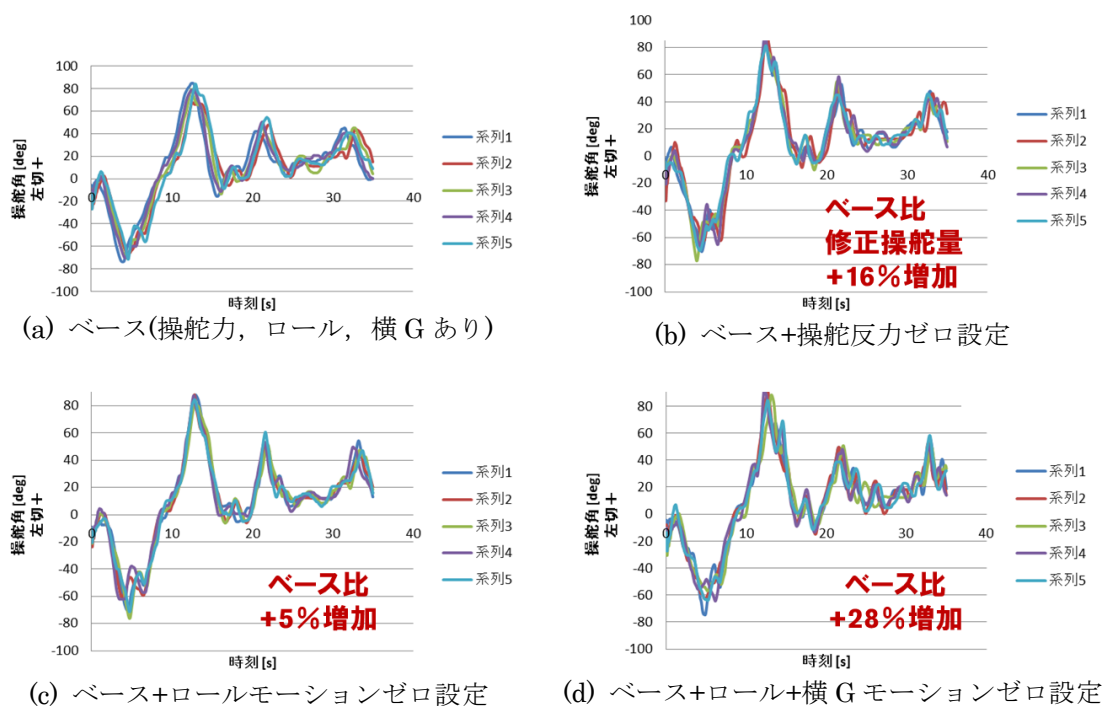 100
80
60
40
20
0
-20
-40
-60
-80
-100
0
10
20
30
40
操舵角 [deg]
左切＋
時刻 [s]
系列1
系列2
系列3
系列4
系列5
(a) ベース(操舵力，ロール，横 G あり)
100
80
60
40
20
0
-20
-40
-60
-80
-100
0
10
20
30
40
操舵角 [deg]
左切＋
時刻 [s]
系列1
系列2
系列3
系列4
系列5
ベース比
修正操舵量
+16％増加
(b) ベース+操舵反力ゼロ設定
80
60
40
20
0
-20
-40
-60
-80
-100
0
10
20
30
40
操舵角 [deg]
左切＋
時刻 [s]
系列1
系列2
系列3
系列4
系列5
ベース比
+5％増加
(c) ベース+ロールモーションゼロ設定
80
60
40
20
0
-20
-40
-60
-80
-100
0
10
20
30
40
操舵角 [deg]
左切＋
時刻 [s]
系列1
系列2
系列3
系列4
系列5
ベース比
+28％増加
(d) ベース+ロール+横 G モーションゼロ設定